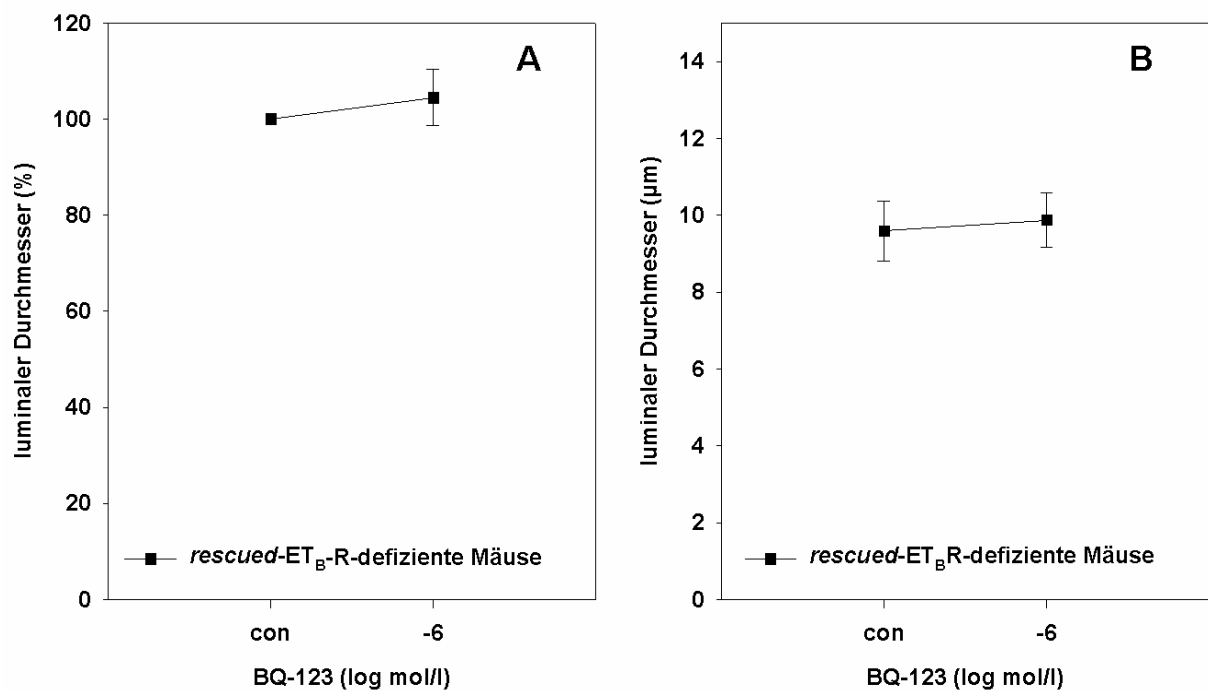 A
luminaler Durchmesser (%)
120
100
80
60
40
20
0
rescued-ET_B-R-defiziente Mäuse
con
-6
BQ-123 (log mol/l)
B
luminaler Durchmesser (µm)
14
12
10
8
6
4
2
0
rescued-ET_BR-defiziente Mäuse
con
-6
BQ-123 (log mol/l)